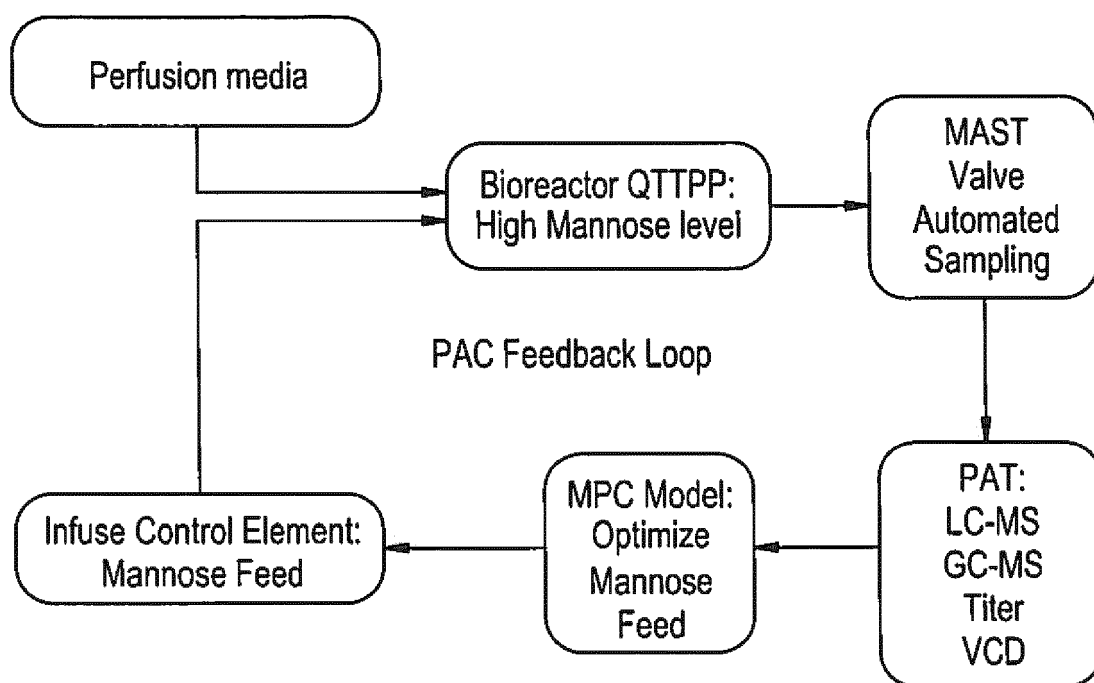 Perfusion media
Bioreactor QTTPP:
High Mannose level
MAST
Valve
Automated
Sampling
PAC Feedback Loop
Infuse Control Element:
Mannose Feed
MPC Model:
Optimize
Mannose
Feed
PAT:
LC-MS
GC-MS
Titer
VCD